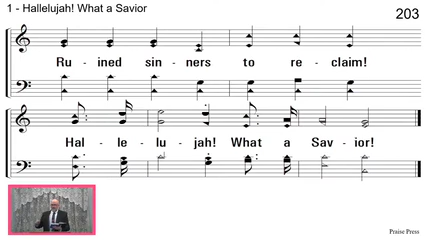 1 - Hallelujah! What a Savior
203
Ru - ined sin - ners to re - claim!
Hal - le - lu - jah! What a Sav - ior!
Praise Press